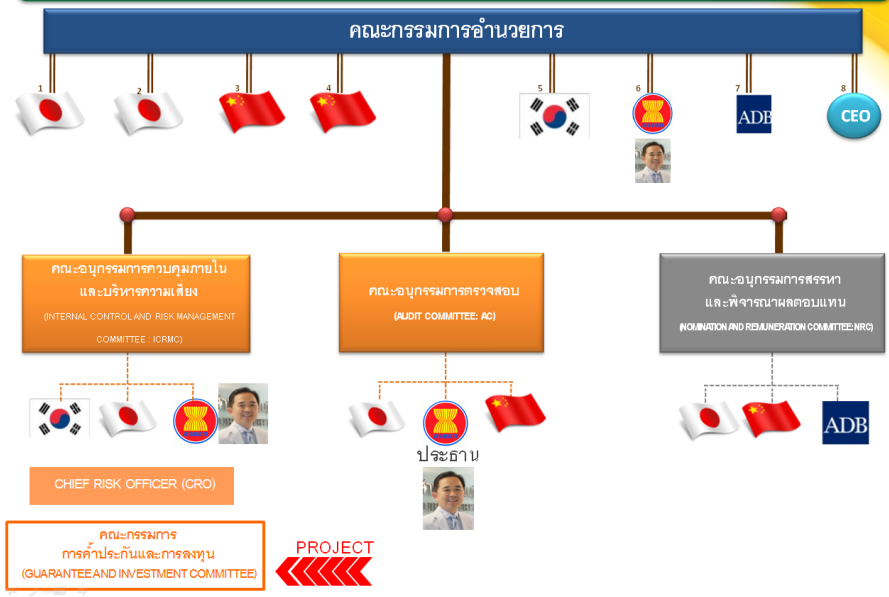 คณะกรรมการอำนวยการ
1
2
3
4
5
6
7
8
ADB
CEO
คณะอนุกรรมการควบคุมภายใน
และบริหารความเสี่ยง
(INTERNAL CONTROL AND RISK MANAGEMENT
COMMITTEE : ICRMC)
คณะอนุกรรมการตรวจสอบ
(AUDIT COMMITTEE: AC)
คณะอนุกรรมการสรรหา
และพิจารณาผลตอบแทน
(NOMINATION AND REMUNERATION COMMITTEE:NRC)
ADB
ประธาน
CHIEF RISK OFFICER (CRO)
คณะกรรมการ
การค้ำประกันและการลงทุน
(GUARANTEE AND INVESTMENT COMMITTEE)
PROJECT